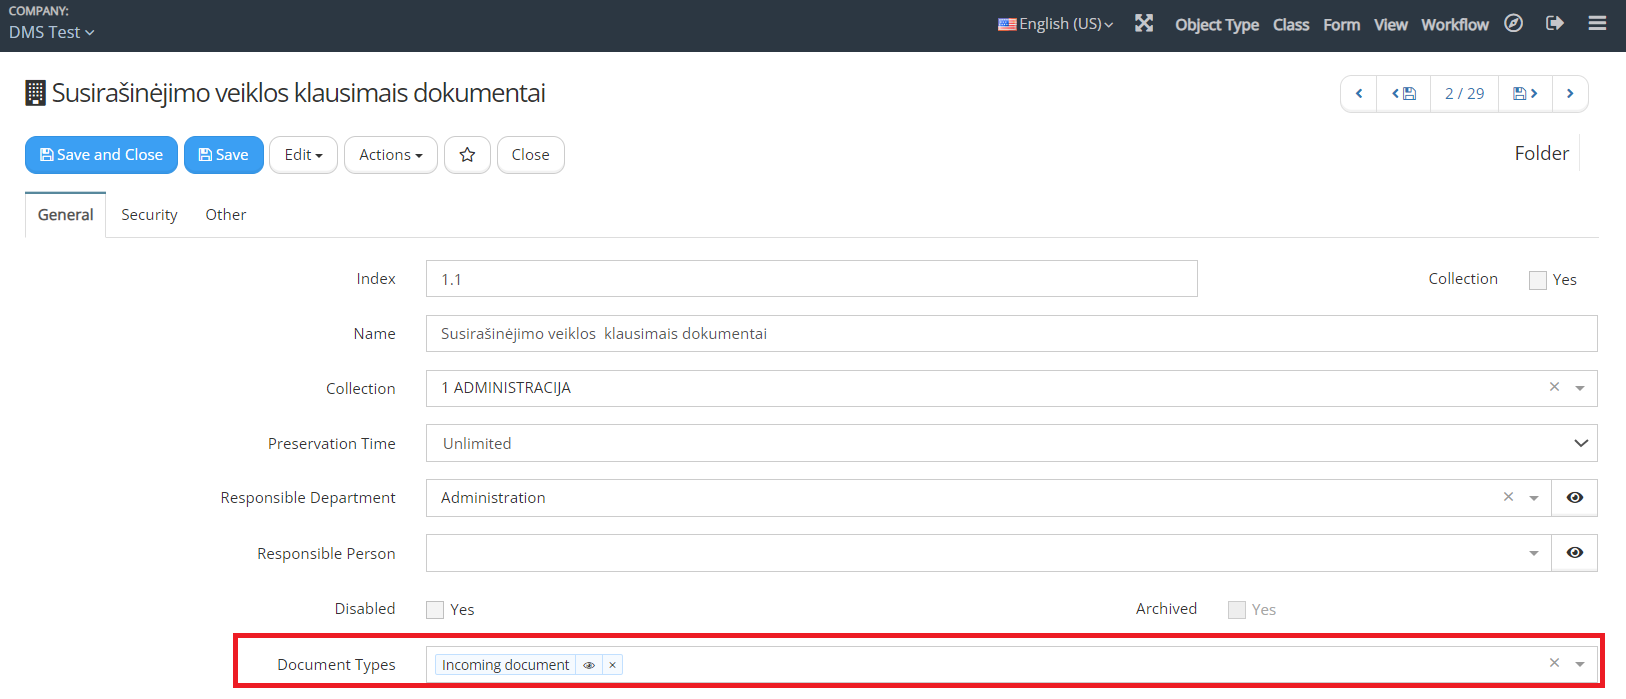 COMPANY:
DMS Test
English (US)
Object Type Class Form View Workflow
Susirašinėjimo veiklos klausimais dokumentai
2 / 29
Save and Close Save Edit Actions Close
Folder
General Security Other
Index 1.1 Collection Yes
Name Susirašinėjimo veiklos  klausimais dokumentai
Collection 1 ADMINISTRACIJA
Preservation Time Unlimited
Responsible Department Administration
Responsible Person
Disabled Yes Archived Yes
Document Types Incoming document